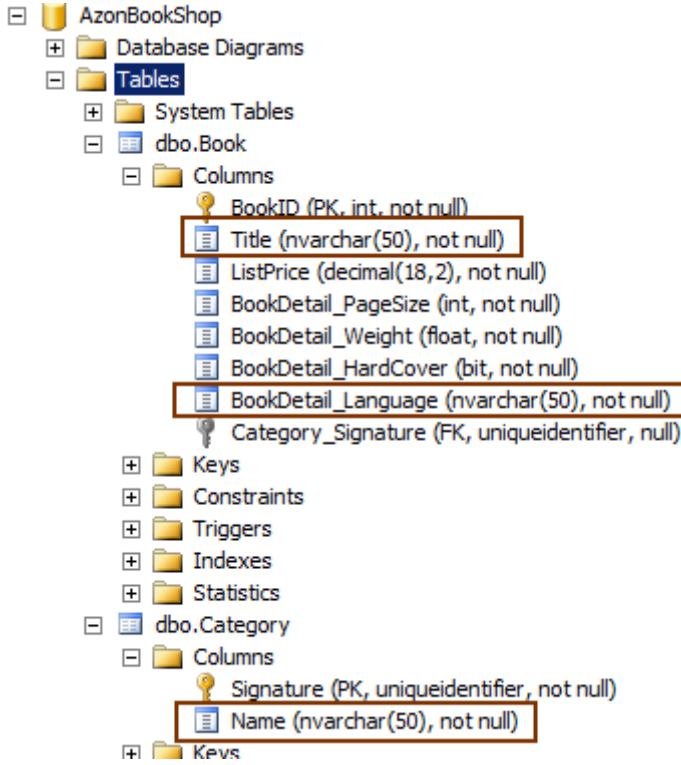 AzonBookShop
Database Diagrams
Tables
System Tables
dbo.Book
Columns
BookID (PK, int, not null)
Title (nvarchar(50), not null)
ListPrice (decimal(18,2), not null)
BookDetail_PageSize (int, not null)
BookDetail_Weight (float, not null)
BookDetail_HardCover (bit, not null)
BookDetail_Language (nvarchar(50), not null)
Category_Signature (FK, uniqueidentifier, null)
Keys
Constraints
Triggers
Indexes
Statistics
dbo.Category
Columns
Signature (PK, uniqueidentifier, not null)
Name (nvarchar(50), not null)
Keys